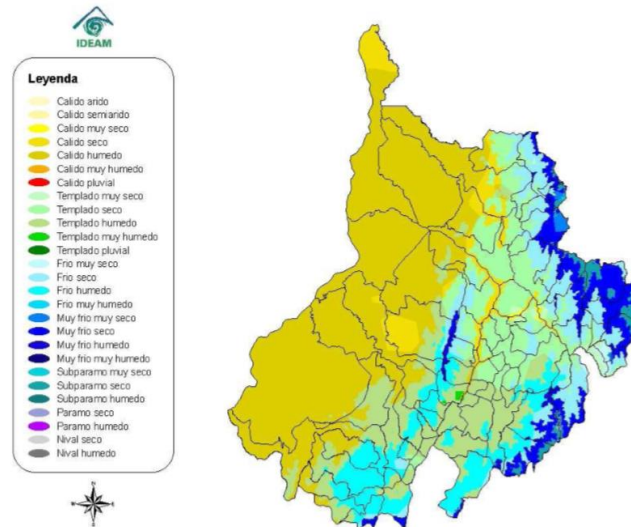 IDEAM
Leyenda
Calido arido
Calido semiarido
Calido muy seco
Calido seco
Calido humedo
Calido muy humedo
Calido pluvial
Templado muy seco
Templado seco
Templado humedo
Templado muy humedo
Templado pluvial
Frio muy seco
Frio seco
Frio humedo
Frio muy humedo
Muy frio muy seco
Muy frio seco
Muy frio humedo
Muy frio muy humedo
Subparamo muy seco
Subparamo seco
Subparamo humedo
Paramo seco
Paramo humedo
Nival seco
Nival humedo